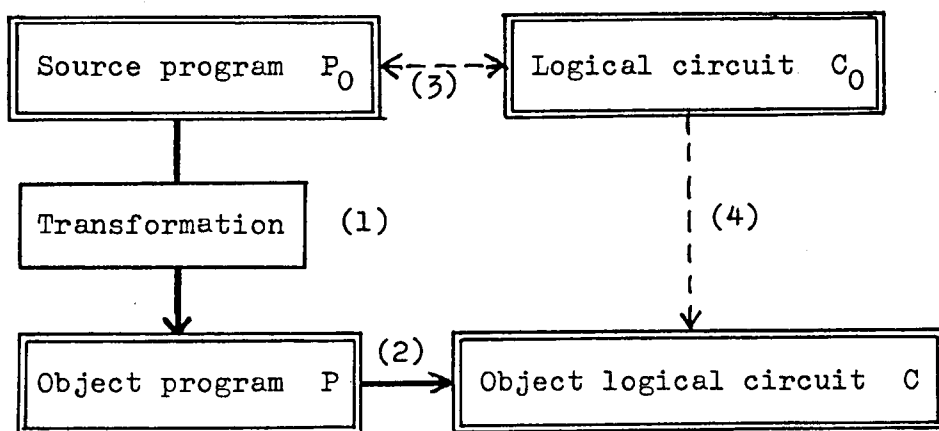 Source program P0
(3)
Logical circuit C0
Transformation
(1)
(4)
Object program P
(2)
Object logical circuit C